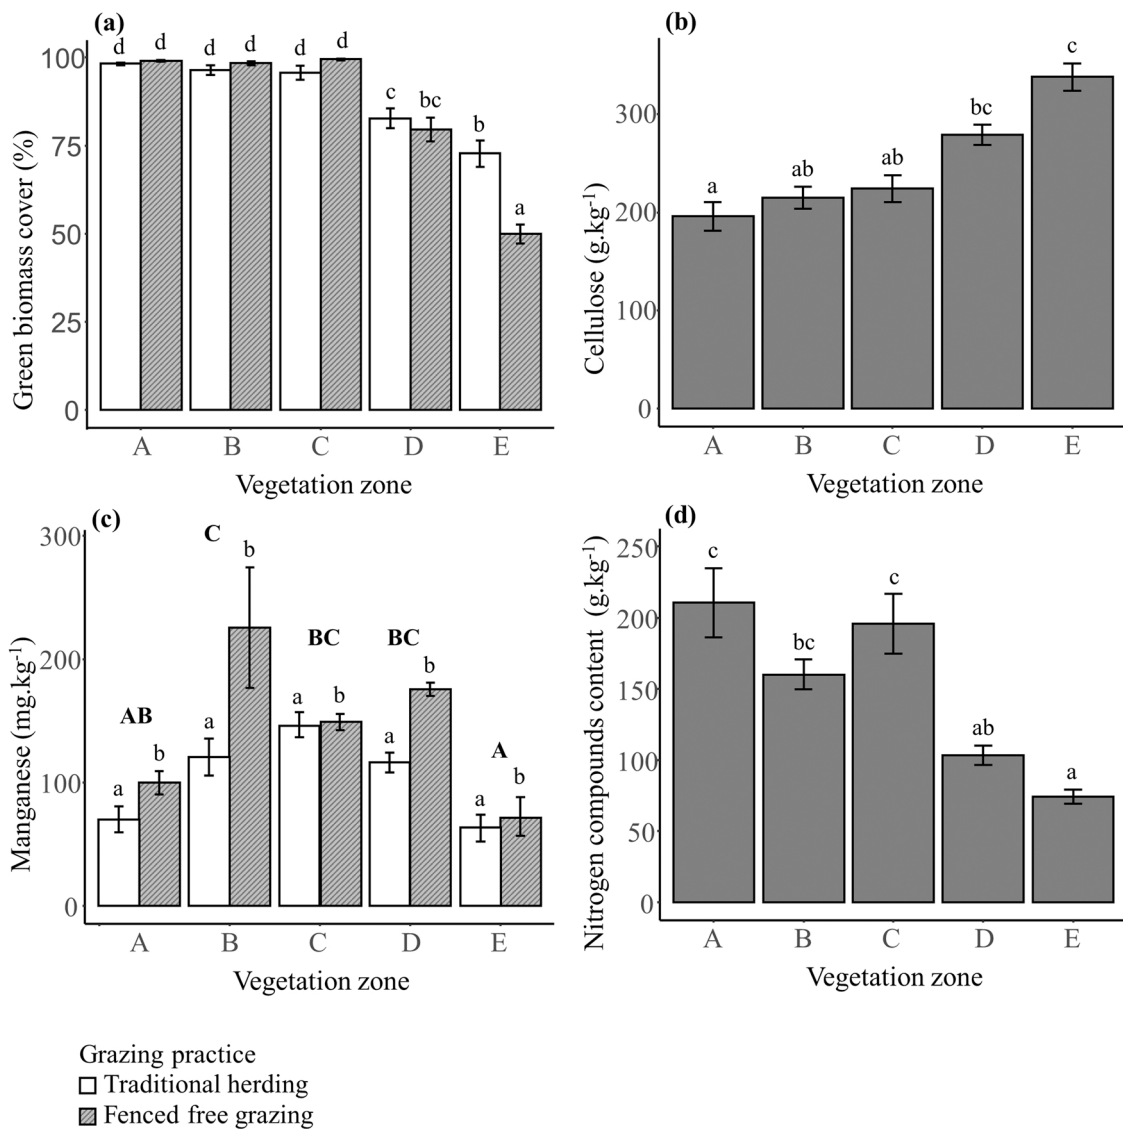 (a)
d d d d d d
c bc b a
100
75
50
25
0
Green biomass cover (%)
A B C D E
Vegetation zone
(b)
a ab ab bc c
300
200
100
0
Cellulose (g.kg-1)
A B C D E
Vegetation zone
(c)
AB C BC BC A
a b a b a b a b a b
300
200
100
0
Manganese (mg.kg-1)
A B C D E
Vegetation zone
(d)
c bc c ab a
250
200
150
100
50
0
Nitrogen compounds content (g.kg-1)
A B C D E
Vegetation zone
Grazing practice
Traditional herding
Fenced free grazing